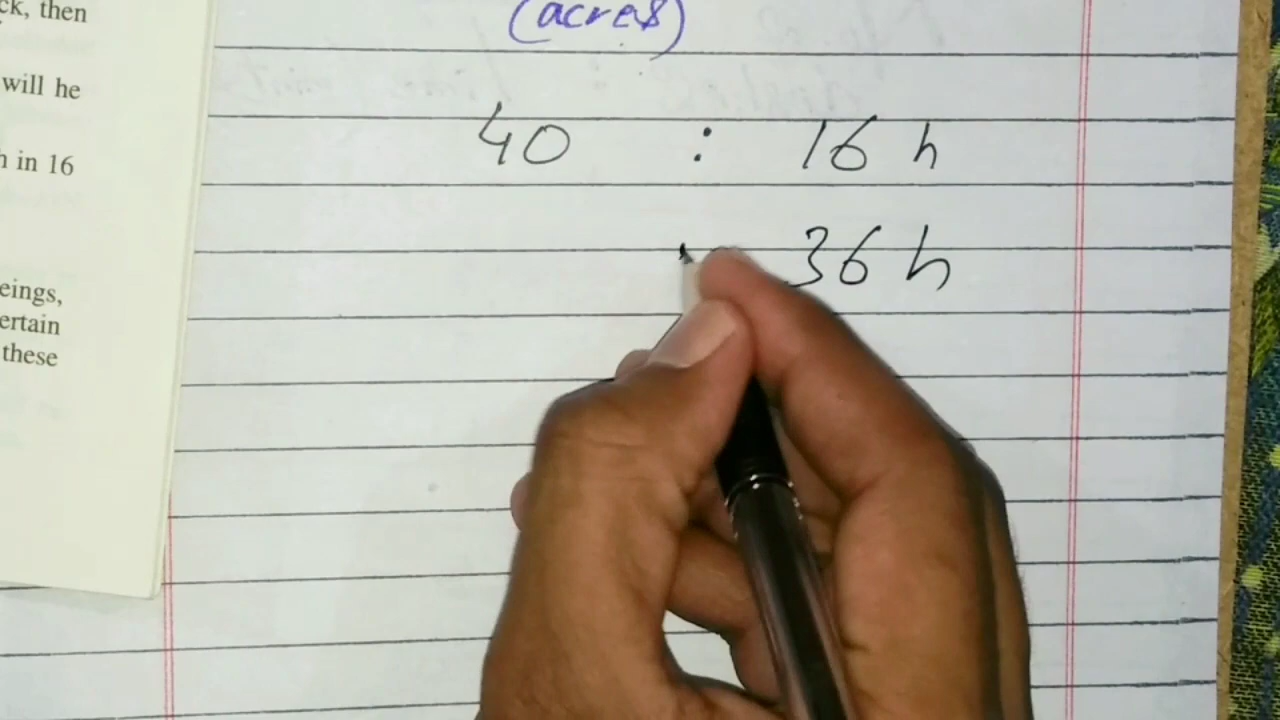 ck, then
will he
h in 16
eings,
ertain
these
(acres)
40 : 16 h
36 h